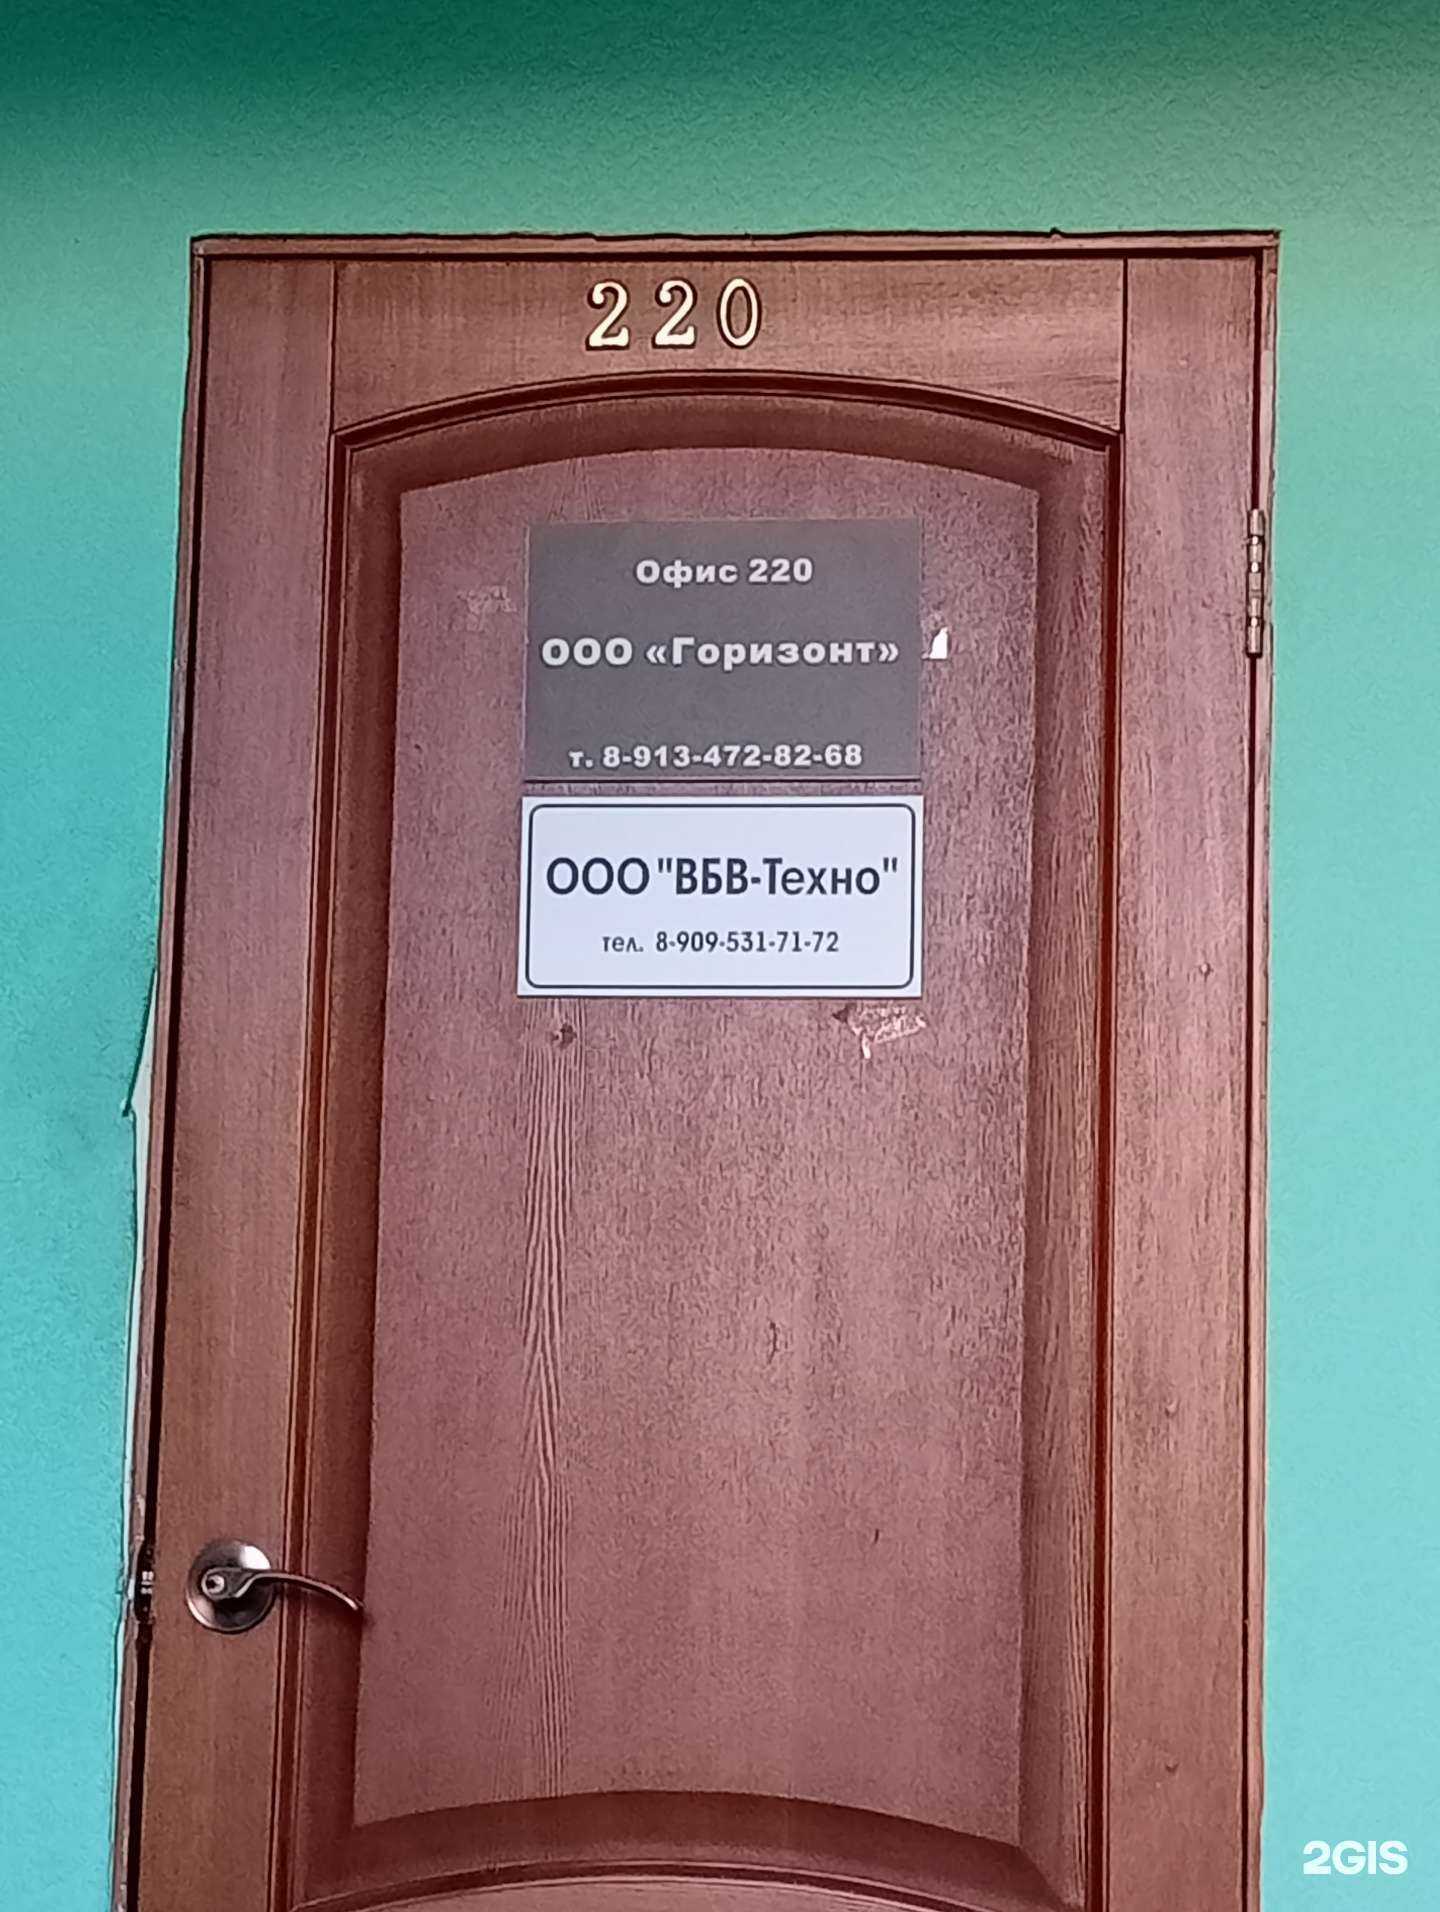 220
Офис 220
ООО «Горизонт»
т. 8-913-472-82-68
ООО "ВБВ-Техно"
тел. 8-909-531-71-72
2GIS